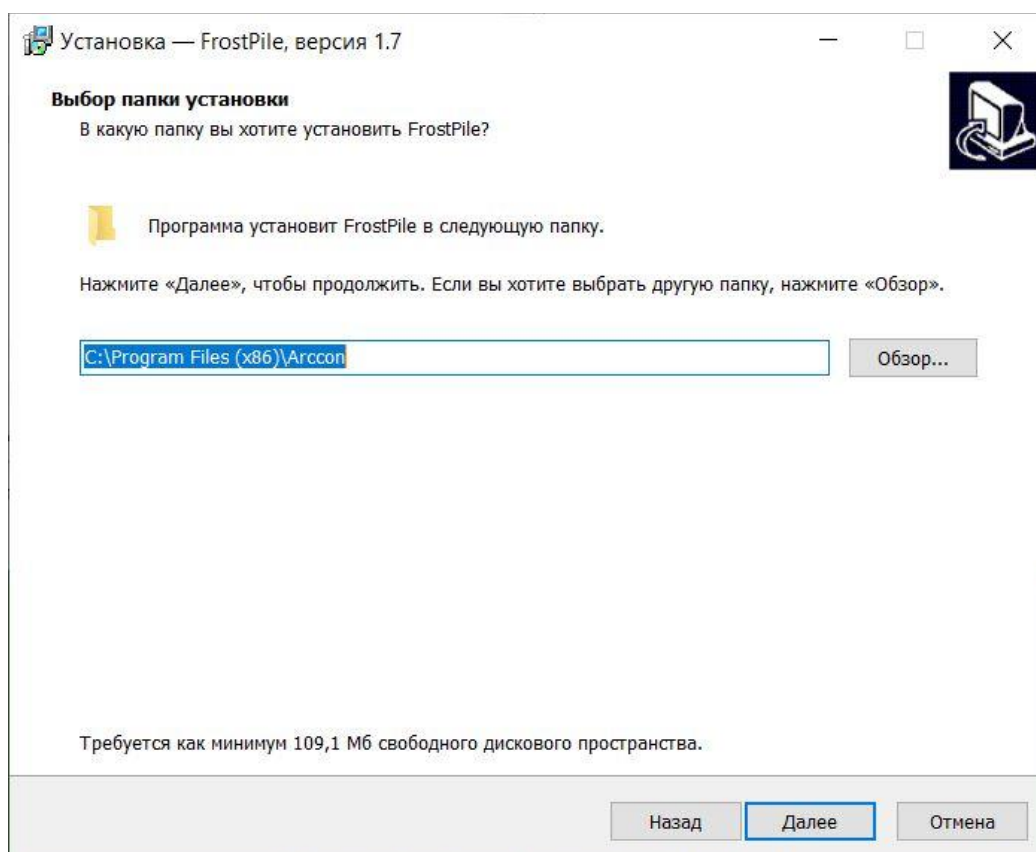 Установка — FrostPile, версия 1.7
Выбор папки установки
В какую папку вы хотите установить FrostPile?
Программа установит FrostPile в следующую папку.
Нажмите «Далее», чтобы продолжить. Если вы хотите выбрать другую папку, нажмите «Обзор».
C:\Program Files (x86)\Arccon
Обзор...
Требуется как минимум 109,1 Мб свободного дискового пространства.
Назад Далее Отмена